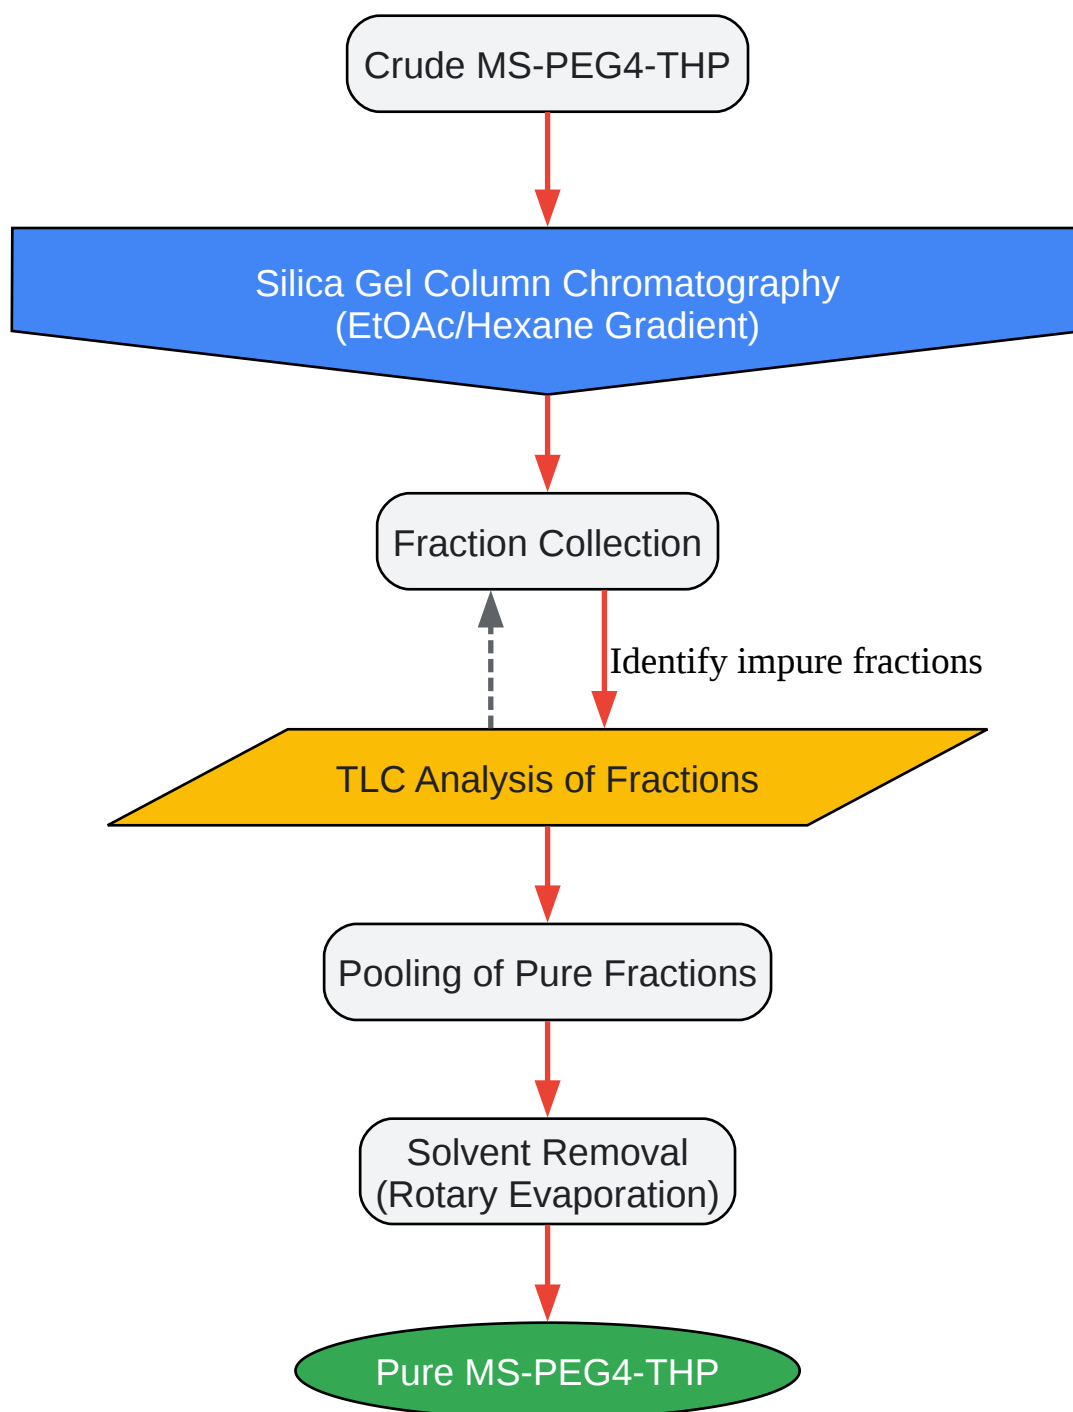 Crude MS-PEG4-THP
Silica Gel Column Chromatography
(EtOAc/Hexane Gradient)
Fraction Collection
Identify impure fractions
TLC Analysis of Fractions
Pooling of Pure Fractions
Solvent Removal
(Rotary Evaporation)
Pure MS-PEG4-THP